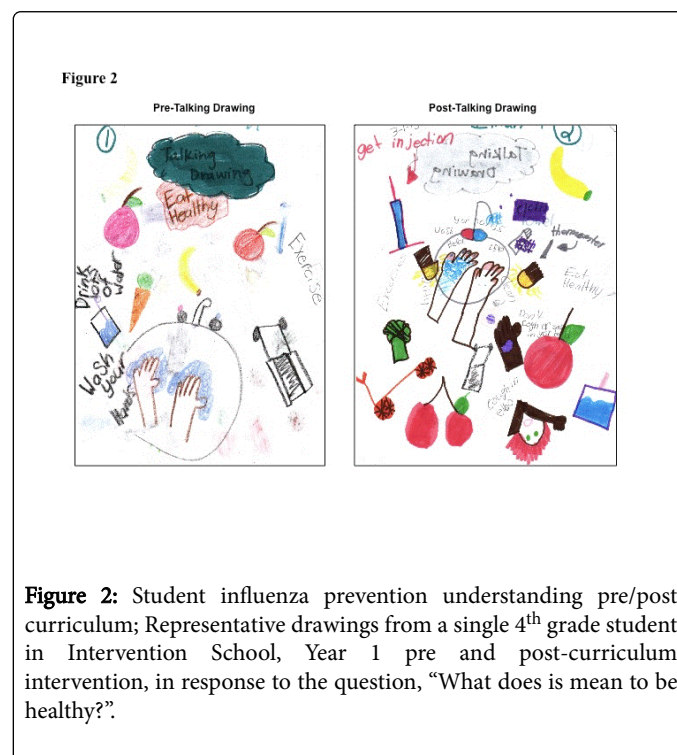 Figure 2
Pre-Talking Drawing
Post-Talking Drawing
1
Talking
Drawing
Eat
Healthy
Exercise
Drink
lots
of
water
Wash
your
Hands
2
get injection
Talking
Drawing
thermometer
Eat
Healthy
Figure 2: Student influenza prevention understanding pre/post
curriculum; Representative drawings from a single 4th grade student
in Intervention School, Year 1 pre and post-curriculum
intervention, in response to the question, “What does is mean to be
healthy?”.